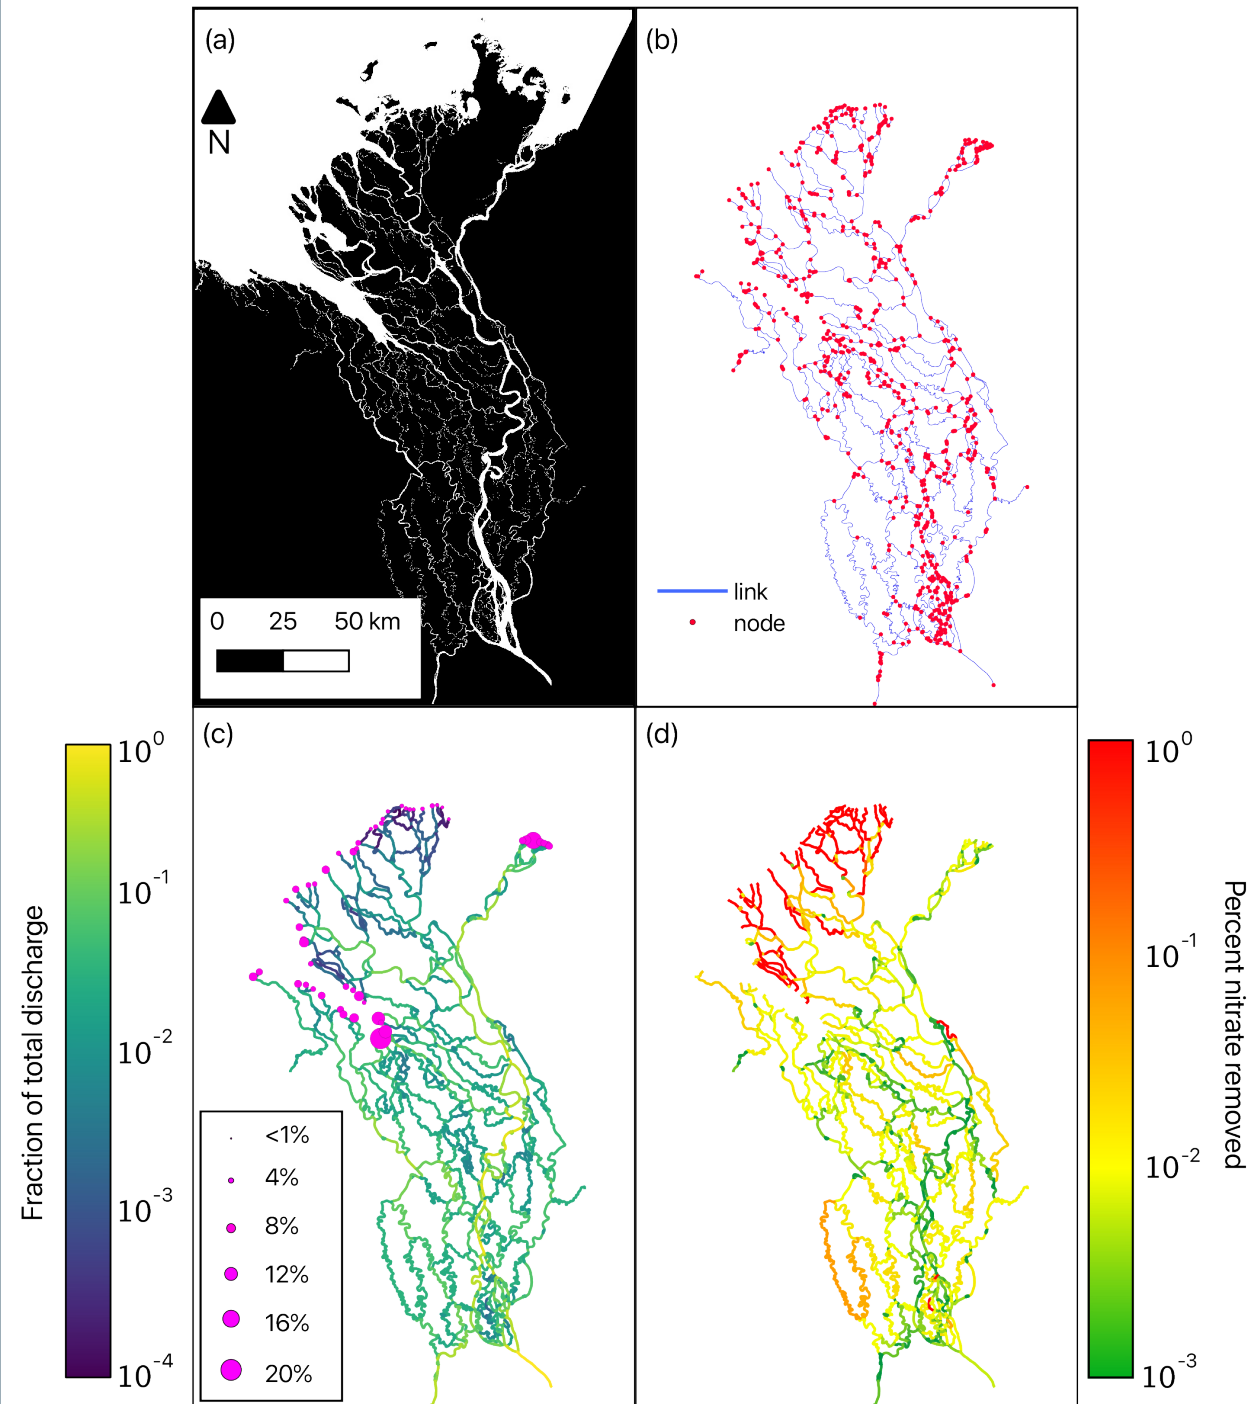 (a)
N
0 25 50 km
(b)
link
node
Fraction of total discharge
10^0
10^-1
10^-2
10^-3
10^-4
(c)
<1%
4%
8%
12%
16%
20%
(d)
10^0
10^-1
10^-2
10^-3
Percent nitrate removed